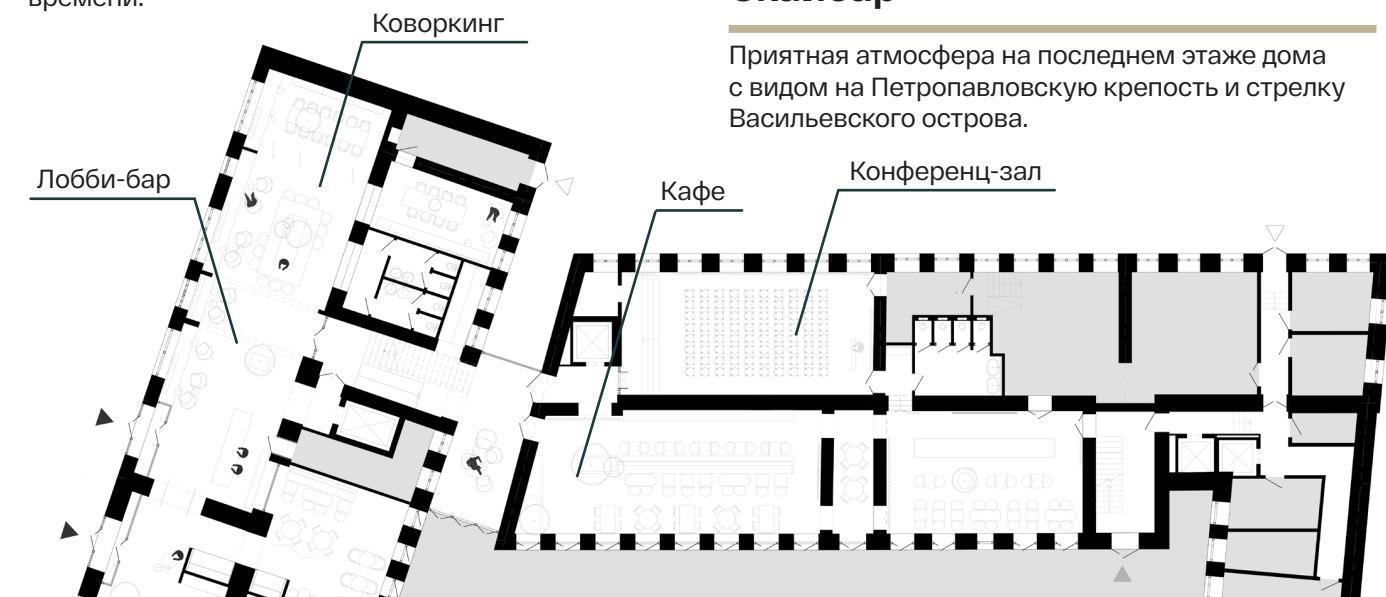 времени.
Скайбар
Приятная атмосфера на последнем этаже дома
с видом на Петропавловскую крепость и стрелку
Васильевского острова.
Коворкинг
Лобби-бар
Кафе
Конференц-зал